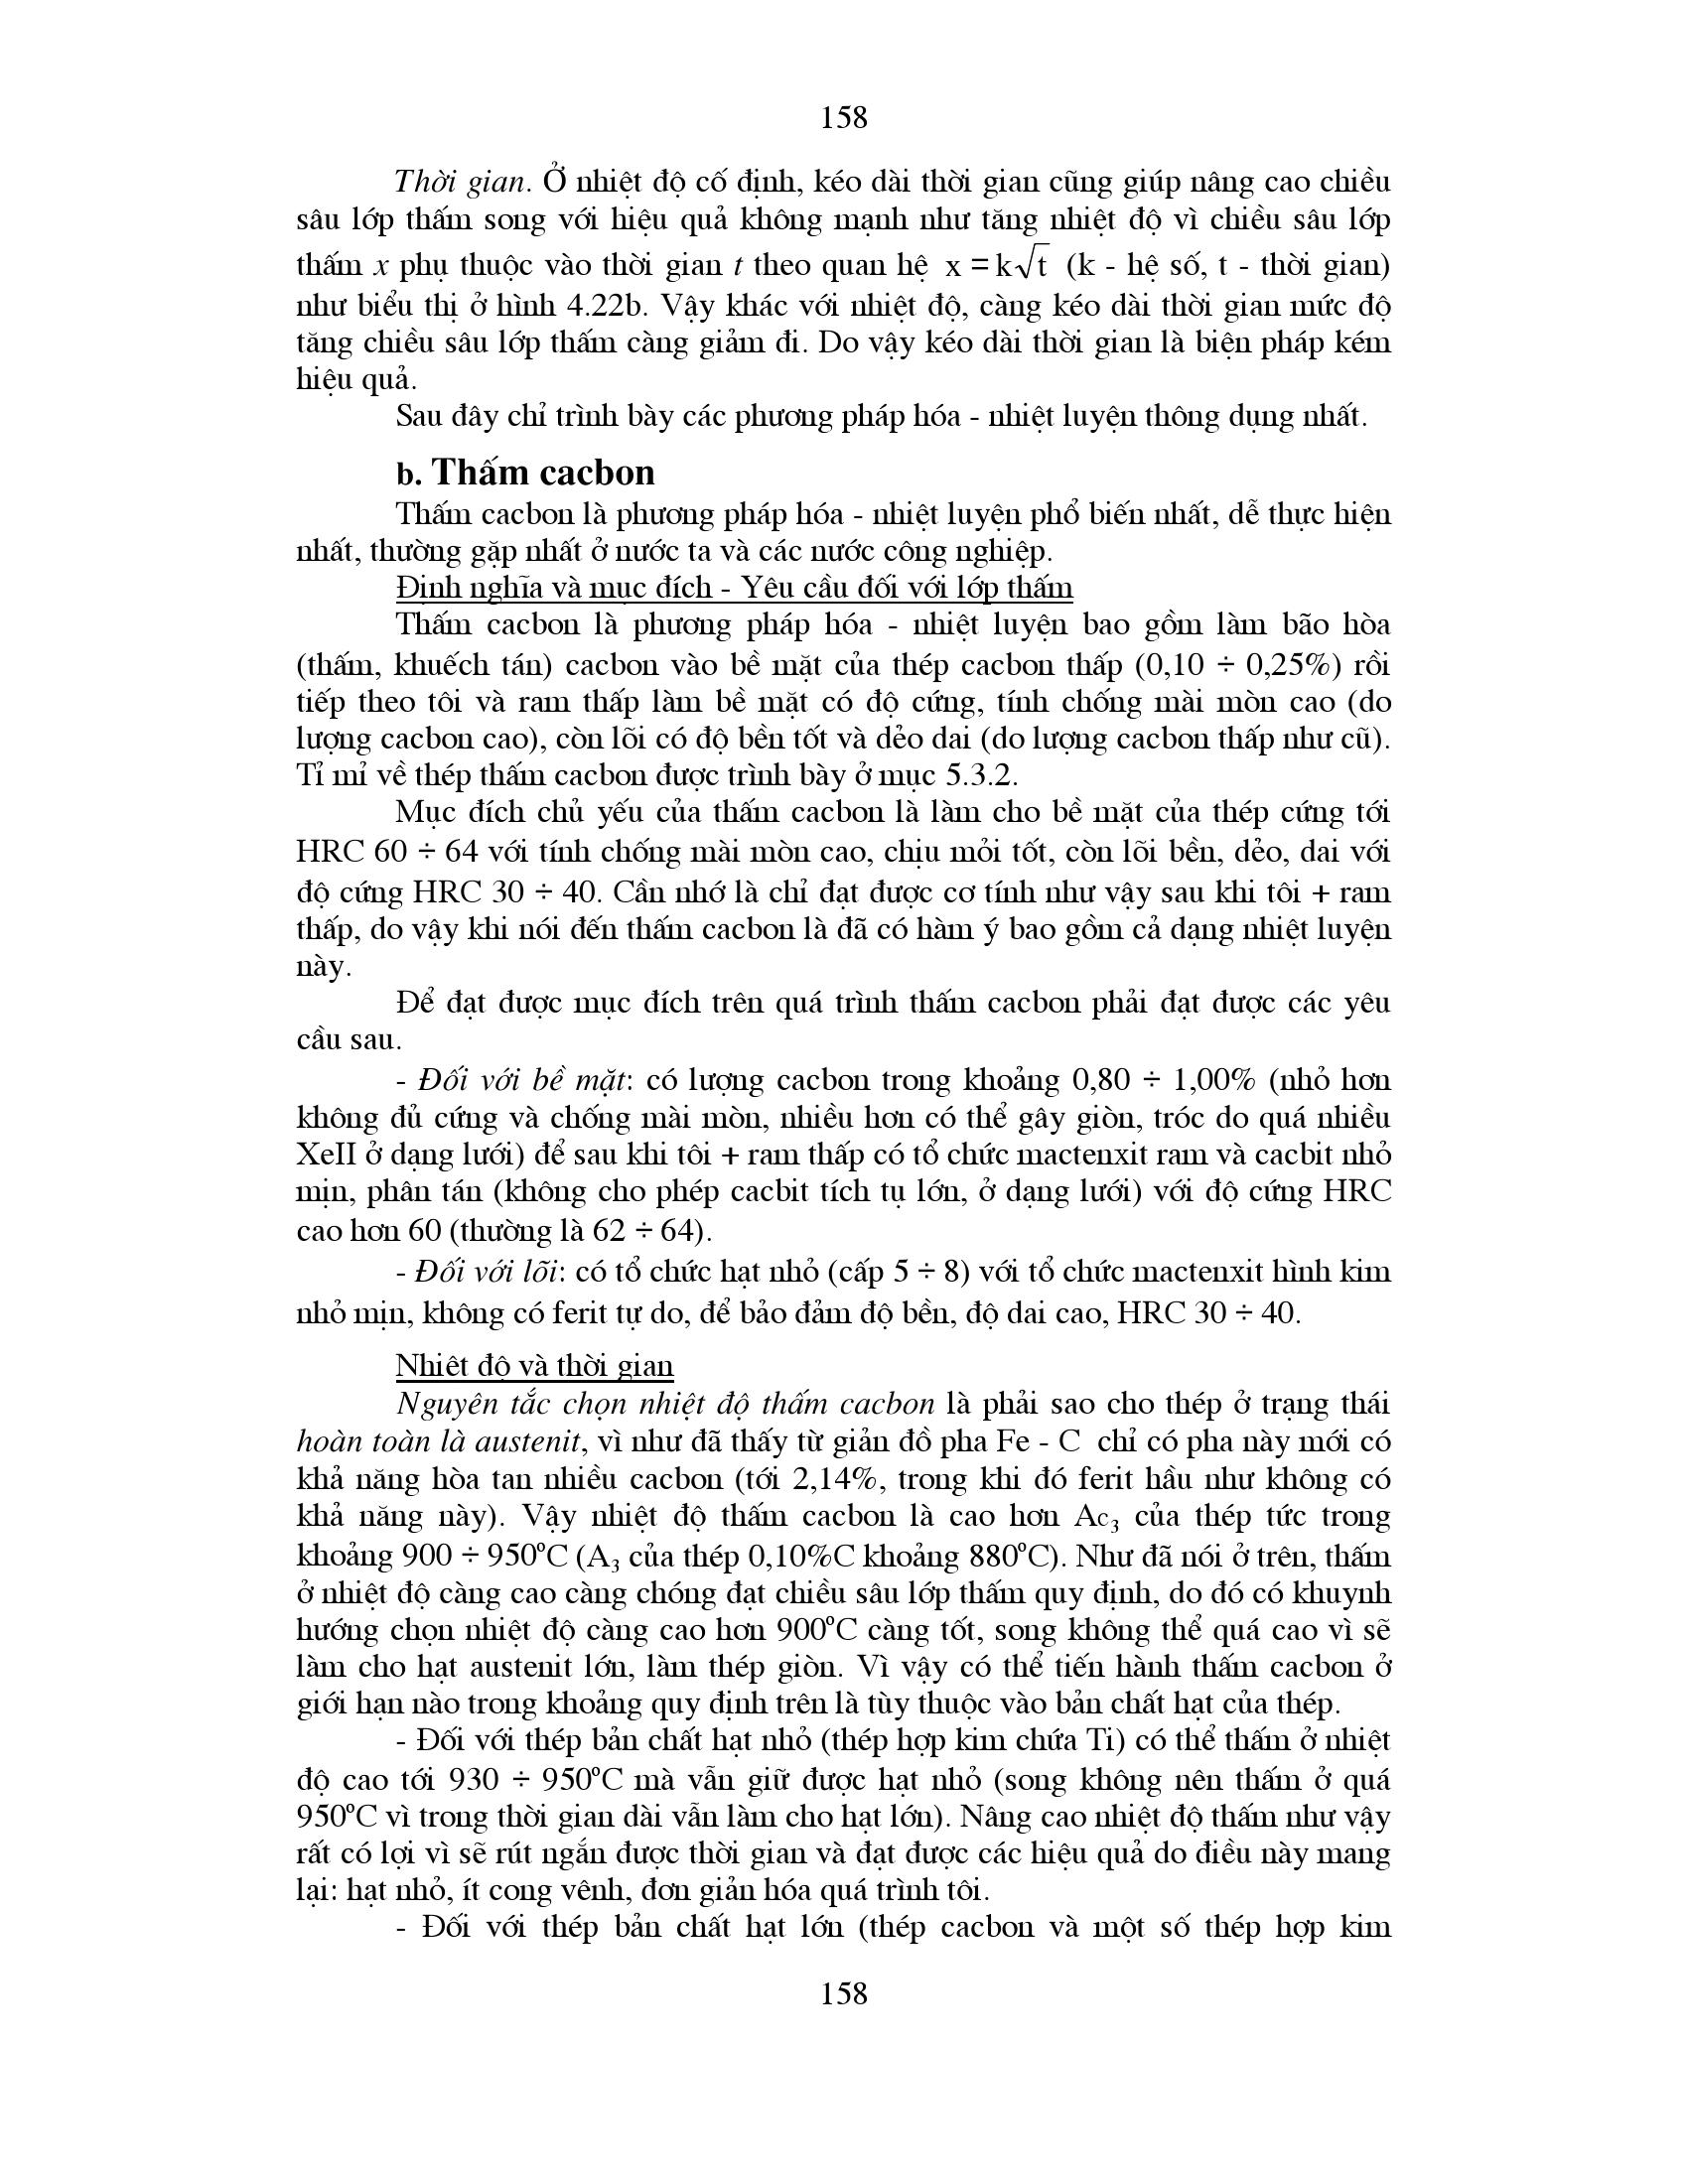 158
Thời gian. Ở nhiệt độ cố định, kéo dài thời gian cũng giúp nâng cao chiều
sâu lớp thấm song với hiệu quả không mạnh như tăng nhiệt độ vì chiều sâu lớp
thấm x phụ thuộc vào thời gian t theo quan hệ x = k√t (k - hệ số, t - thời gian)
như biểu thị ở hình 4.22b. Vậy khác với nhiệt độ, càng kéo dài thời gian mức độ
tăng chiều sâu lớp thấm càng giảm đi. Do vậy kéo dài thời gian là biện pháp kém
hiệu quả.
Sau đây chỉ trình bày các phương pháp hóa - nhiệt luyện thông dụng nhất.
b. Thấm cacbon
Thấm cacbon là phương pháp hóa - nhiệt luyện phổ biến nhất, dễ thực hiện
nhất, thường gặp nhất ở nước ta và các nước công nghiệp.
Định nghĩa và mục đích - Yêu cầu đối với lớp thấm
Thấm cacbon là phương pháp hóa - nhiệt luyện bao gồm làm bão hòa
(thấm, khuếch tán) cacbon vào bề mặt của thép cacbon thấp (0,10 ÷ 0,25%) rồi
tiếp theo tôi và ram thấp làm bề mặt có độ cứng, tính chống mài mòn cao (do
lượng cacbon cao), còn lõi có độ bền tốt và dẻo dai (do lượng cacbon thấp như cũ).
Tỉ mỉ về thép thấm cacbon được trình bày ở mục 5.3.2.
Mục đích chủ yếu của thấm cacbon là làm cho bề mặt của thép cứng tới
HRC 60 ÷ 64 với tính chống mài mòn cao, chịu mỏi tốt, còn lõi bền, dẻo, dai với
độ cứng HRC 30 ÷ 40. Cần nhớ là chỉ đạt được cơ tính như vậy sau khi tôi + ram
thấp, do vậy khi nói đến thấm cacbon là đã có hàm ý bao gồm cả dạng nhiệt luyện
này.
Để đạt được mục đích trên quá trình thấm cacbon phải đạt được các yêu
cầu sau.
- Đối với bề mặt: có lượng cacbon trong khoảng 0,80 ÷ 1,00% (nhỏ hơn
không đủ cứng và chống mài mòn, nhiều hơn có thể gây giòn, tróc do quá nhiều
XeII ở dạng lưới) để sau khi tôi + ram thấp có tổ chức mactenxit ram và cacbit nhỏ
mịn, phân tán (không cho phép cacbit tích tụ lớn, ở dạng lưới) với độ cứng HRC
cao hơn 60 (thường là 62 ÷ 64).
- Đối với lõi: có tổ chức hạt nhỏ (cấp 5 ÷ 8) với tổ chức mactenxit hình kim
nhỏ mịn, không có ferit tự do, để bảo đảm độ bền, độ dai cao, HRC 30 ÷ 40.
Nhiêt độ và thời gian
Nguyên tắc chọn nhiệt độ thấm cacbon là phải sao cho thép ở trạng thái
hoàn toàn là austenit, vì như đã thấy từ giản đồ pha Fe - C chỉ có pha này mới có
khả năng hòa tan nhiều cacbon (tới 2,14%, trong khi đó ferit hầu như không có
khả năng này). Vậy nhiệt độ thấm cacbon là cao hơn Ac₃ của thép tức trong
khoảng 900 ÷ 950ºC (A₃ của thép 0,10%C khoảng 880ºC). Như đã nói ở trên, thấm
ở nhiệt độ càng cao càng chóng đạt chiều sâu lớp thấm quy định, do đó có khuynh
hướng chọn nhiệt độ càng cao hơn 900ºC càng tốt, song không thể quá cao vì sẽ
làm cho hạt austenit lớn, làm thép giòn. Vì vậy có thể tiến hành thấm cacbon ở
giới hạn nào trong khoảng quy định trên là tùy thuộc vào bản chất hạt của thép.
- Đối với thép bản chất hạt nhỏ (thép hợp kim chứa Ti) có thể thấm ở nhiệt
độ cao tới 930 ÷ 950ºC mà vẫn giữ được hạt nhỏ (song không nên thấm ở quá
950ºC vì trong thời gian dài vẫn làm cho hạt lớn). Nâng cao nhiệt độ thấm như vậy
rất có lợi vì sẽ rút ngắn được thời gian và đạt được các hiệu quả do điều này mang
lại: hạt nhỏ, ít cong vênh, đơn giản hóa quá trình tôi.
- Đối với thép bản chất hạt lớn (thép cacbon và một số thép hợp kim
158